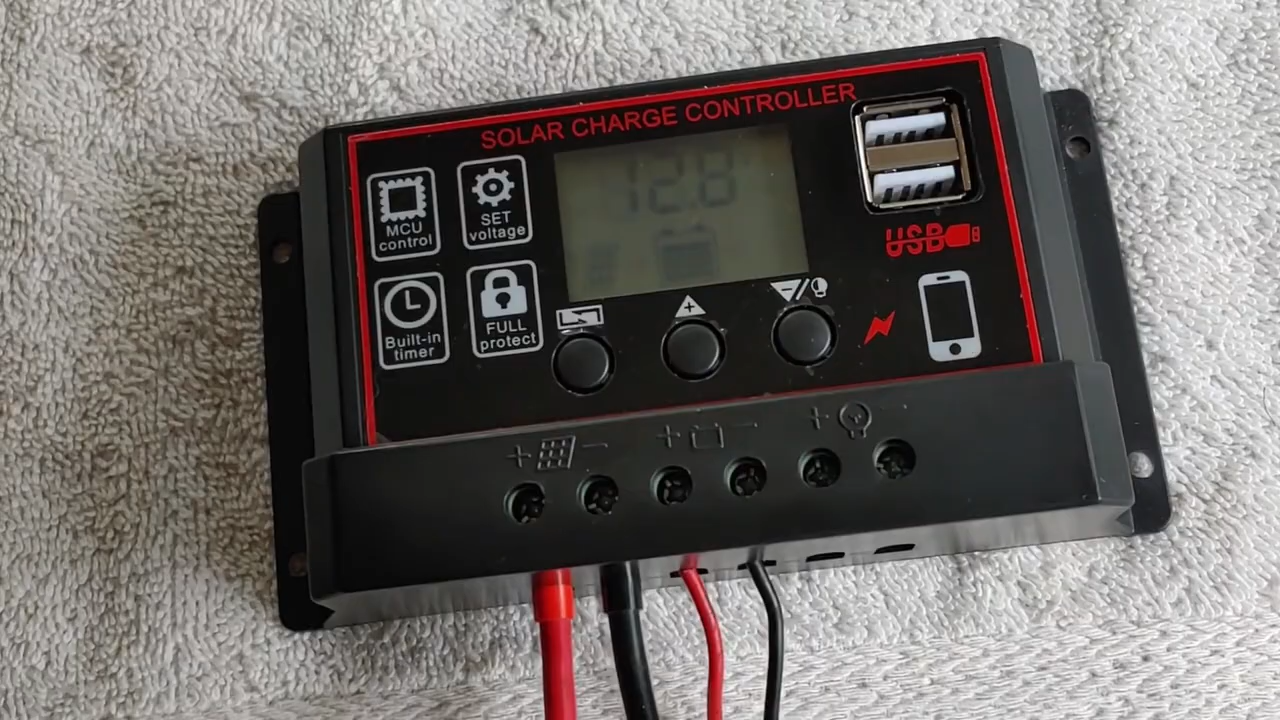 SOLAR CHARGE CONTROLLER
MCU
control
SET
voltage
12.8
USB
Built-in
timer
FULL
protect